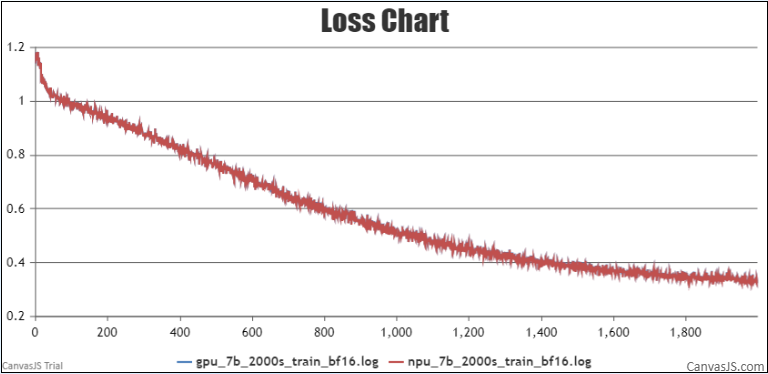 Loss Chart
1.2
1
0.8
0.6
0.4
0.2
0 200 400 600 800 1,000 1,200 1,400 1,600 1,800
gpu_7b_2000s_train_bf16.log npu_7b_2000s_train_bf16.log
CanvasJS Trial CanvasJS.com